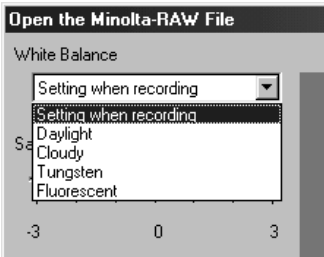 Open the Minolta-RAW File
White Balance
Setting when recording
Setting when recording
Daylight
Cloudy
Tungsten
Fluorescent
-3 0 3